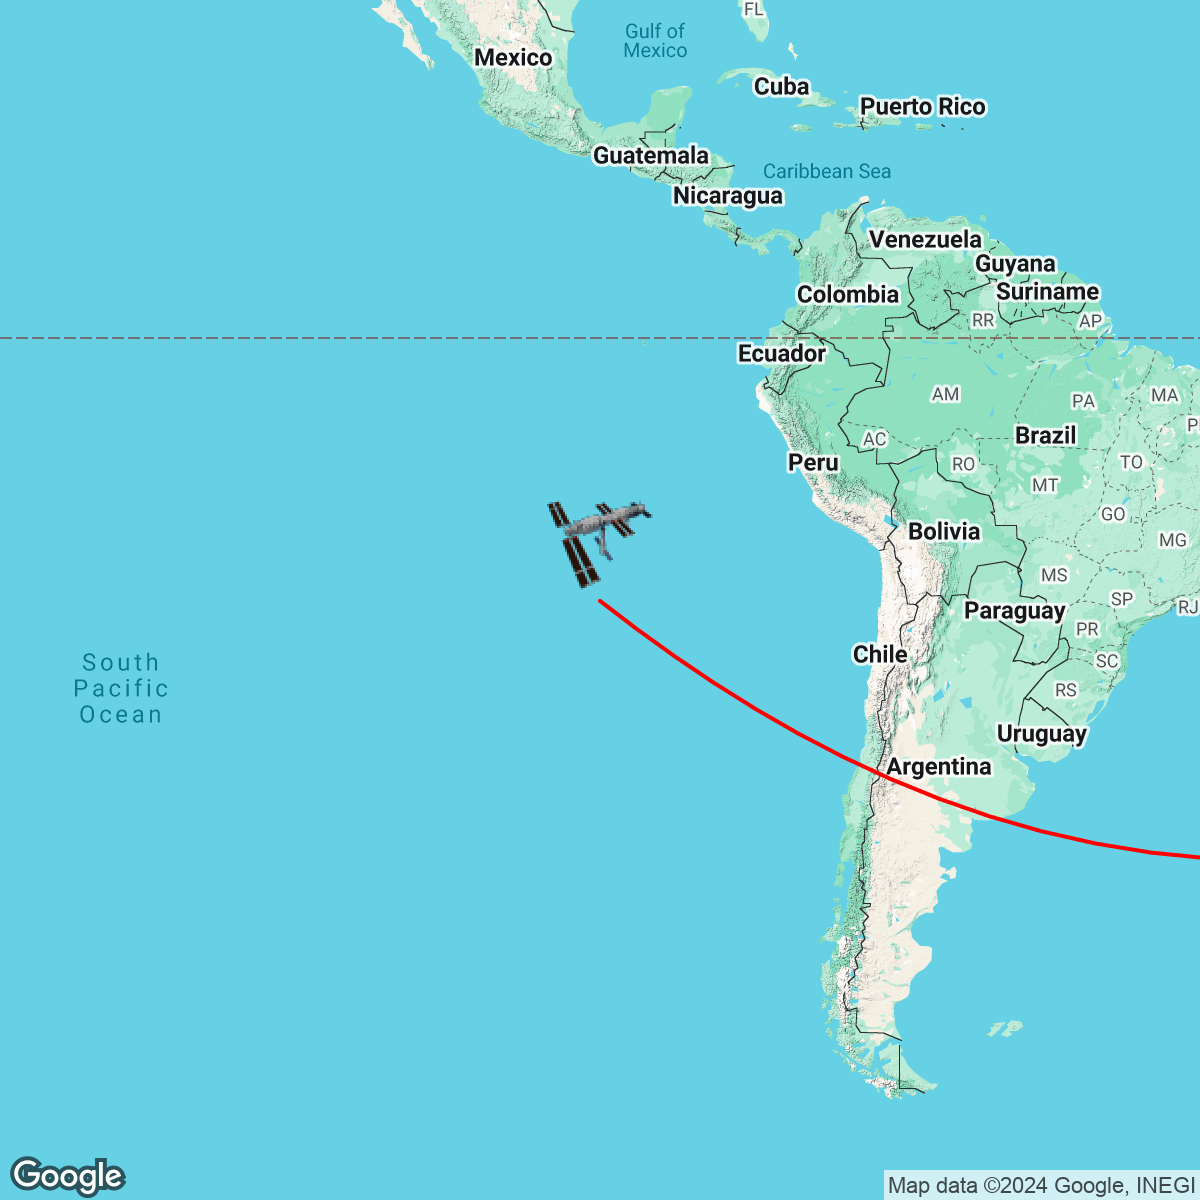 FL
Gulf of
Mexico
Mexico
Cuba
Puerto Rico
Guatemala
Caribbean Sea
Nicaragua
Venezuela
Guyana
Colombia
Suriname
RR
AP
Ecuador
AM
PA
MA
AC
Brazil
Peru
RO
TO
MT
GO
Bolivia
MG
MS
Paraguay
SP
RJ
PR
Chile
SC
South
Pacific
Ocean
RS
Uruguay
Argentina
Google
Map data ©2024 Google, INEGI